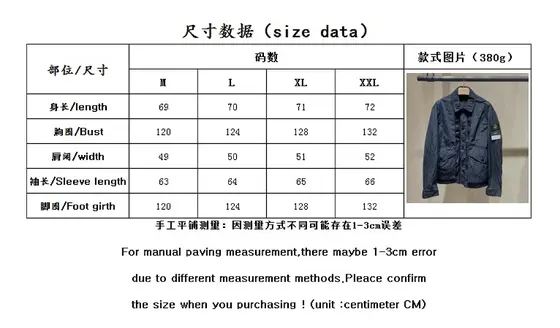 尺寸数据（size data）
部位/尺寸 码数 款式图片（380g）
M L XL XXL
身长/length 69 70 71 72
胸围/Bust 120 124 128 132
肩阔/width 49 50 51 52
袖长/Sleeve length 63 64 65 66
脚围/Foot girth 120 124 128 132
手工平铺测量：因测量方式不同可能存在1-3cm误差
For manual paving measurement,there maybe 1-3cm error
due to different measurement methods.Pleace confirm
the size when you purchasing ! (unit :centimeter CM)